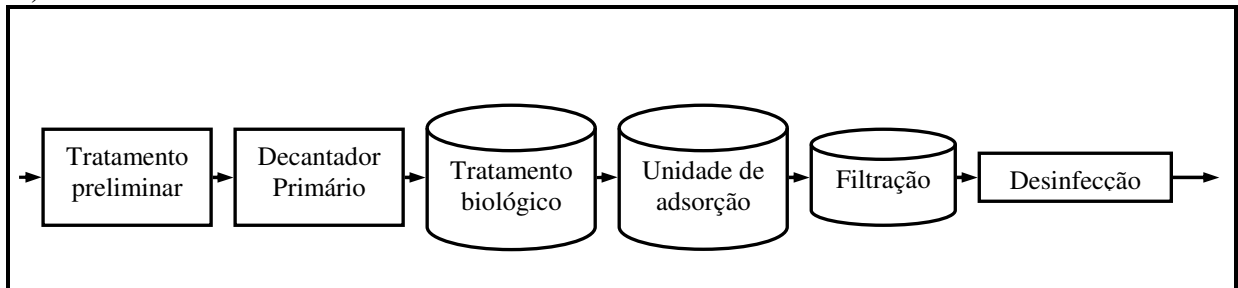 Tratamento
preliminar
Decantador
Primário
Tratamento
biológico
Unidade de
adsorção
Filtração
Desinfecção